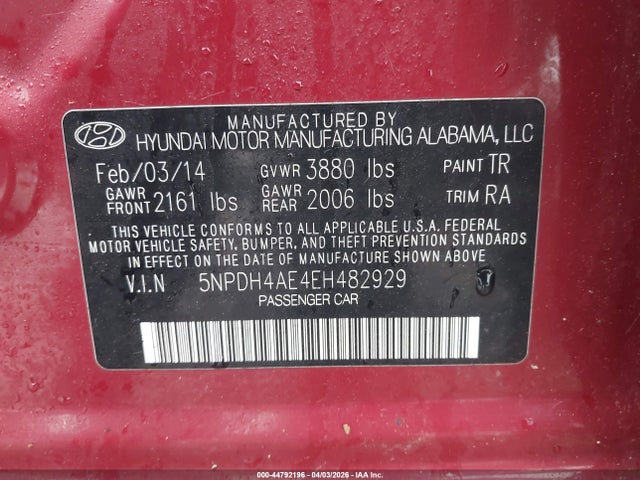 MANUFACTURED BY
HYUNDAI MOTOR MANUFACTURING ALABAMA, LLC
Feb/03/14 GVWR 3880 lbs PAINT TR
GAWR FRONT 2161 lbs GAWR REAR 2006 lbs TRIM RA
THIS VEHICLE CONFORMS TO ALL APPLICABLE U.S.A. FEDERAL
MOTOR VEHICLE SAFETY, BUMPER, AND THEFT PREVENTION STANDARDS
IN EFFECT ON THE DATE OF MANUFACTURE SHOWN ABOVE
V.I.N 5NPDH4AE4EH482929
PASSENGER CAR
000-44792196 - 04/03/2026 - IAA Inc.